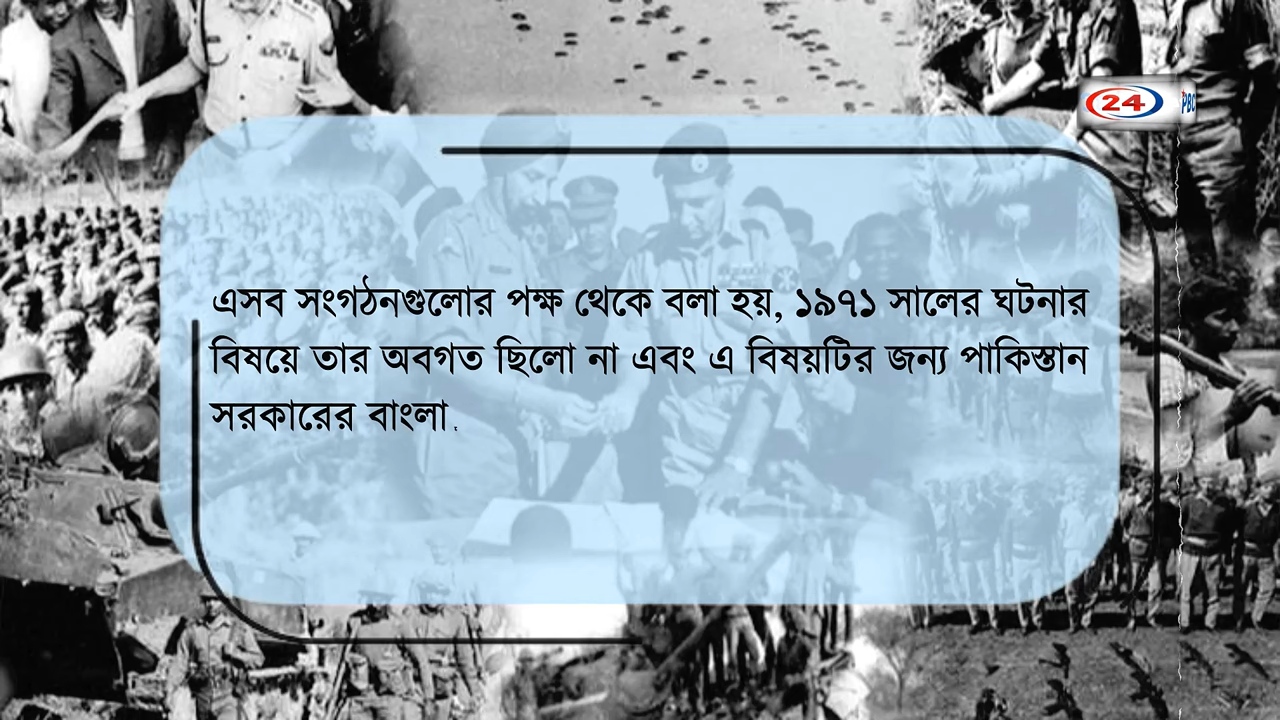 24
PBC
এসব সংগঠনগুলোর পক্ষ থেকে বলা হয়, ১৯৭১ সালের ঘটনার
বিষয়ে তার অবগত ছিলো না এবং এ বিষয়টির জন্য পাকিস্তান
সরকারের বাংলা